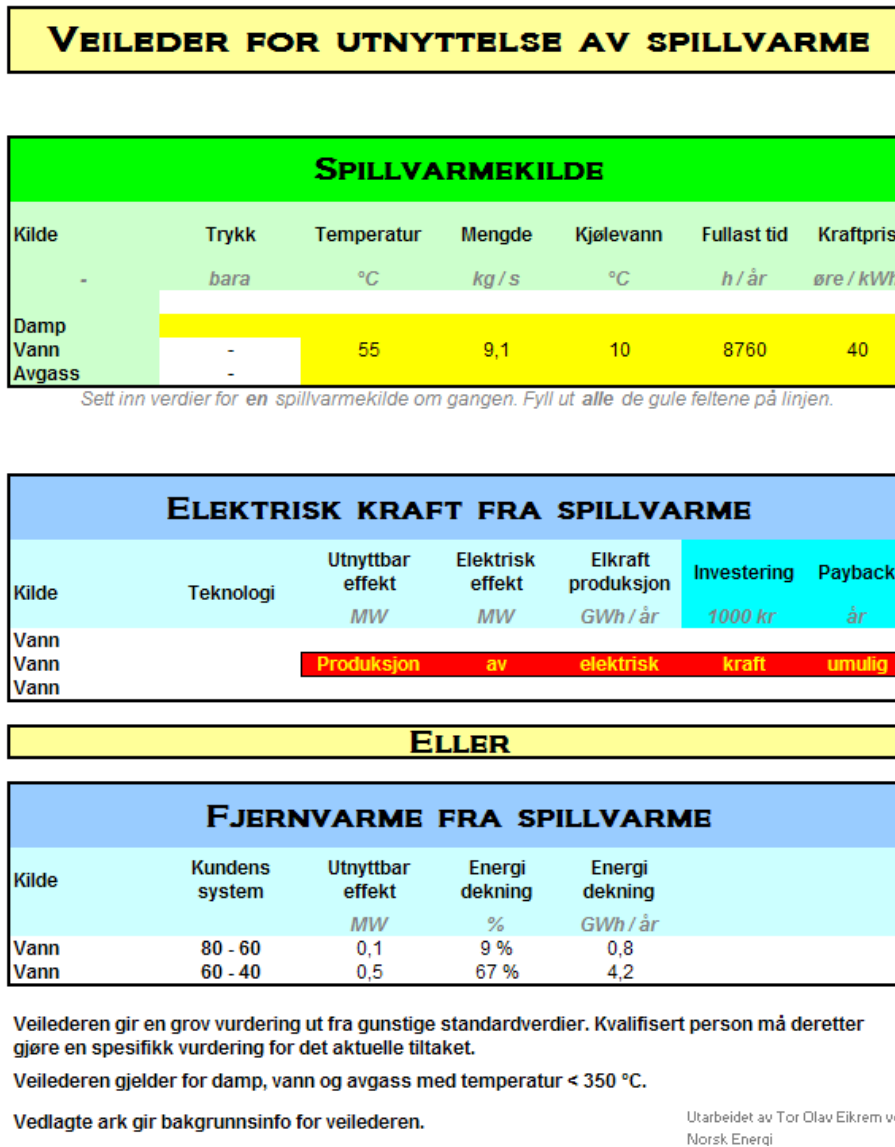 VEILEDER FOR UTNYTTELSE AV SPILLVARME
SPILLVARMEKILDE
Kilde Trykk Temperatur Mengde Kjølevann Fullast tid Kraftpris
- bara °C kg / s °C h / år øre / kWh
Damp
Vann - 55 9,1 10 8760 40
Avgass -
Sett inn verdier for en spillvarmekilde om gangen. Fyll ut alle de gule feltene på linjen.
ELEKTRISK KRAFT FRA SPILLVARME
Kilde Teknologi Utnyttbar effekt Elektrisk effekt Elkraft produksjon Investering Payback
MW MW GWh / år 1000 kr år
Vann
Vann Produksjon av elektrisk kraft umulig
Vann
ELLER
FJERNVARME FRA SPILLVARME
Kilde Kundens system Utnyttbar effekt Energi dekning Energi dekning
MW % GWh / år
Vann 80 - 60 0,1 9 % 0,8
Vann 60 - 40 0,5 67 % 4,2
Veilederen gir en grov vurdering ut fra gunstige standardverdier. Kvalifisert person må deretter
gjøre en spesifikk vurdering for det aktuelle tiltaket.
Veilederen gjelder for damp, vann og avgass med temperatur < 350 °C.
Vedlagte ark gir bakgrunnsinfo for veilederen.
Utarbeidet av Tor Olav Eikrem
Norsk Energi